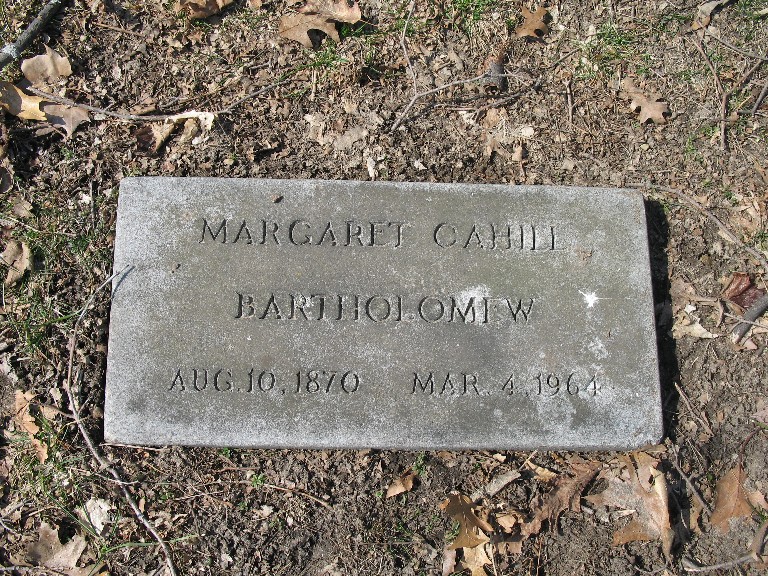 MARGARET CAHILL
BARTHOLOMEW
AUG. 10, 1870 MAR. 4, 1964